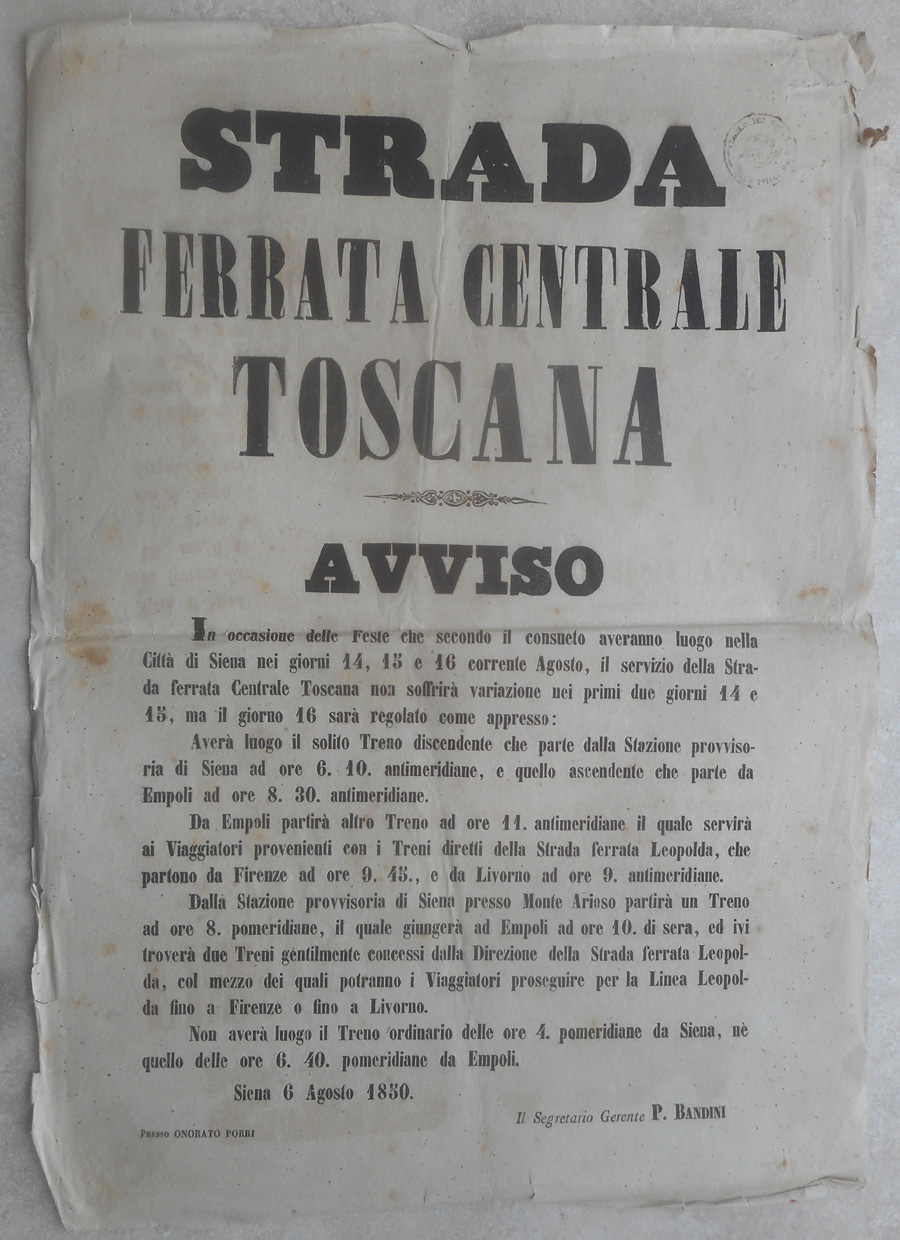 STRADA
FERRATA CENTRALE
TOSCANA
AVVISO
In occasione delle Feste che secondo il consueto averanno luogo nella
Città di Siena nei giorni 14, 15 e 16 corrente Agosto, il servizio della Stra-
da ferrata Centrale Toscana non soffrirà variazione nei primi due giorni 14 e
15, ma il giorno 16 sarà regolato come appresso:
Averà luogo il solito Treno discendente che parte dalla Stazione provviso-
ria di Siena ad ore 6. 10. antimeridiane, e quello ascendente che parte da
Empoli ad ore 8. 30. antimeridiane.
Da Empoli partirà altro Treno ad ore 11. antimeridiane il quale servirà
ai Viaggiatori provenienti con i Treni diretti della Strada ferrata Leopolda, che
partono da Firenze ad ore 9. 45., e da Livorno ad ore 9. antimeridiane.
Dalla Stazione provvisoria di Siena presso Monte Arioso partirà un Treno
ad ore 8. pomeridiane, il quale giungerà ad Empoli ad ore 10. di sera, ed ivi
troverà due Treni gentilmente concessi dalla Direzione della Strada ferrata Leopol-
da, col mezzo dei quali potranno i Viaggiatori proseguire per la Linea Leopol-
da fino a Firenze o fino a Livorno.
Non averà luogo il Treno ordinario delle ore 4. pomeridiane da Siena, nè
quello delle ore 6. 40. pomeridiane da Empoli.
Siena 6 Agosto 1850.
Il Segretario Gerente P. BANDINI
PRESSO ONORATO PORRI